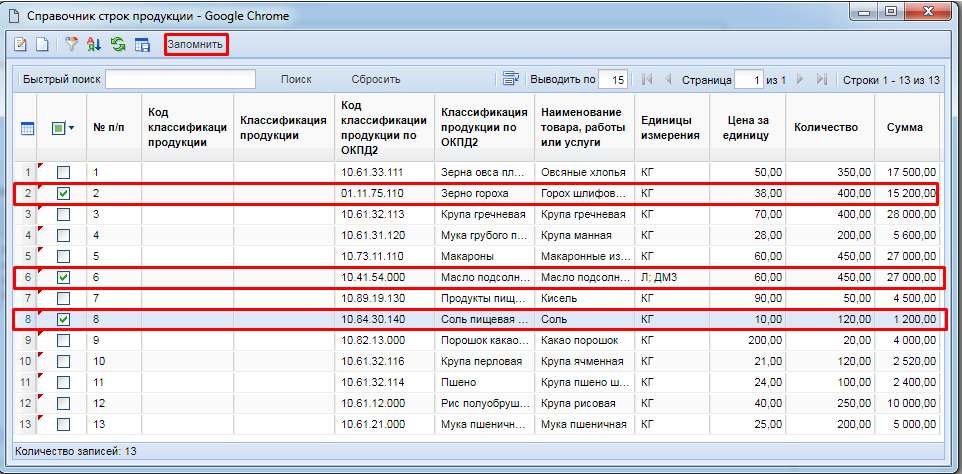 Справочник строк продукции - Google Chrome
Запомнить
Быстрый поиск Поиск Сбросить Выводить по 15 Страница 1 из 1 Строки 1 - 13 из 13
№ п/п Код классификаци продукции Классификация продукции Код классификации продукции по ОКПД2 Классификация продукции по ОКПД2 Наименование товара, работы или услуги Единицы измерения Цена за единицу Количество Сумма
1 1 10.61.33.111 Зерна овса пл... Овсяные хлопья КГ 50,00 350,00 17 500,00
2 2 01.11.75.110 Зерно гороха Горох шлифов... КГ 38,00 400,00 15 200,00
3 3 10.61.32.113 Крупа гречневая Крупа гречневая КГ 70,00 400,00 28 000,00
4 4 10.61.31.120 Мука грубого п... Крупа манная КГ 28,00 200,00 5 600,00
5 5 10.73.11.110 Макароны Макаронные из... КГ 60,00 450,00 27 000,00
6 6 10.41.54.000 Масло подсолн... Масло подсолн... Л; ДМ3 60,00 450,00 27 000,00
7 7 10.89.19.130 Продукты пищ... Кисель КГ 90,00 50,00 4 500,00
8 8 10.84.30.140 Соль пищевая ... Соль КГ 10,00 120,00 1 200,00
9 9 10.82.13.000 Порошок какао... Какао порошок КГ 200,00 20,00 4 000,00
10 10 10.61.32.116 Крупа перловая Крупа ячменная КГ 21,00 120,00 2 520,00
11 11 10.61.32.114 Пшено Крупа пшено ш... КГ 24,00 100,00 2 400,00
12 12 10.61.12.000 Рис полуобруш... Крупа рисовая КГ 40,00 250,00 10 000,00
13 13 10.61.21.000 Мука пшеничн... Мука пшеничная КГ 25,00 200,00 5 000,00
Количество записей: 13